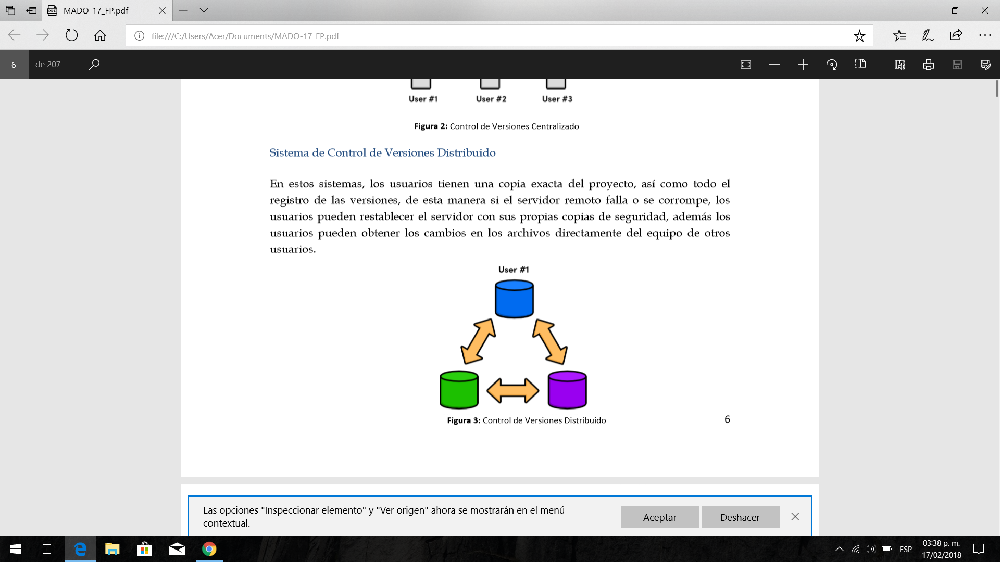 MADO-17_FP.pdf
file:///C:/Users/Acer/Documents/MADO-17_FP.pdf
6
de 207
User #1
User #2
User #3
Figura 2: Control de Versiones Centralizado
Sistema de Control de Versiones Distribuido
En estos sistemas, los usuarios tienen una copia exacta del proyecto, así como todo el
registro de las versiones, de esta manera si el servidor remoto falla o se corrompe, los
usuarios pueden restablecer el servidor con sus propias copias de seguridad, además los
usuarios pueden obtener los cambios en los archivos directamente del equipo de otros
usuarios.
User #1
Figura 3: Control de Versiones Distribuido
6
Las opciones "Inspeccionar elemento" y "Ver origen" ahora se mostrarán en el menú
contextual.
Aceptar
Deshacer
ESP
03:38 p. m.
17/02/2018